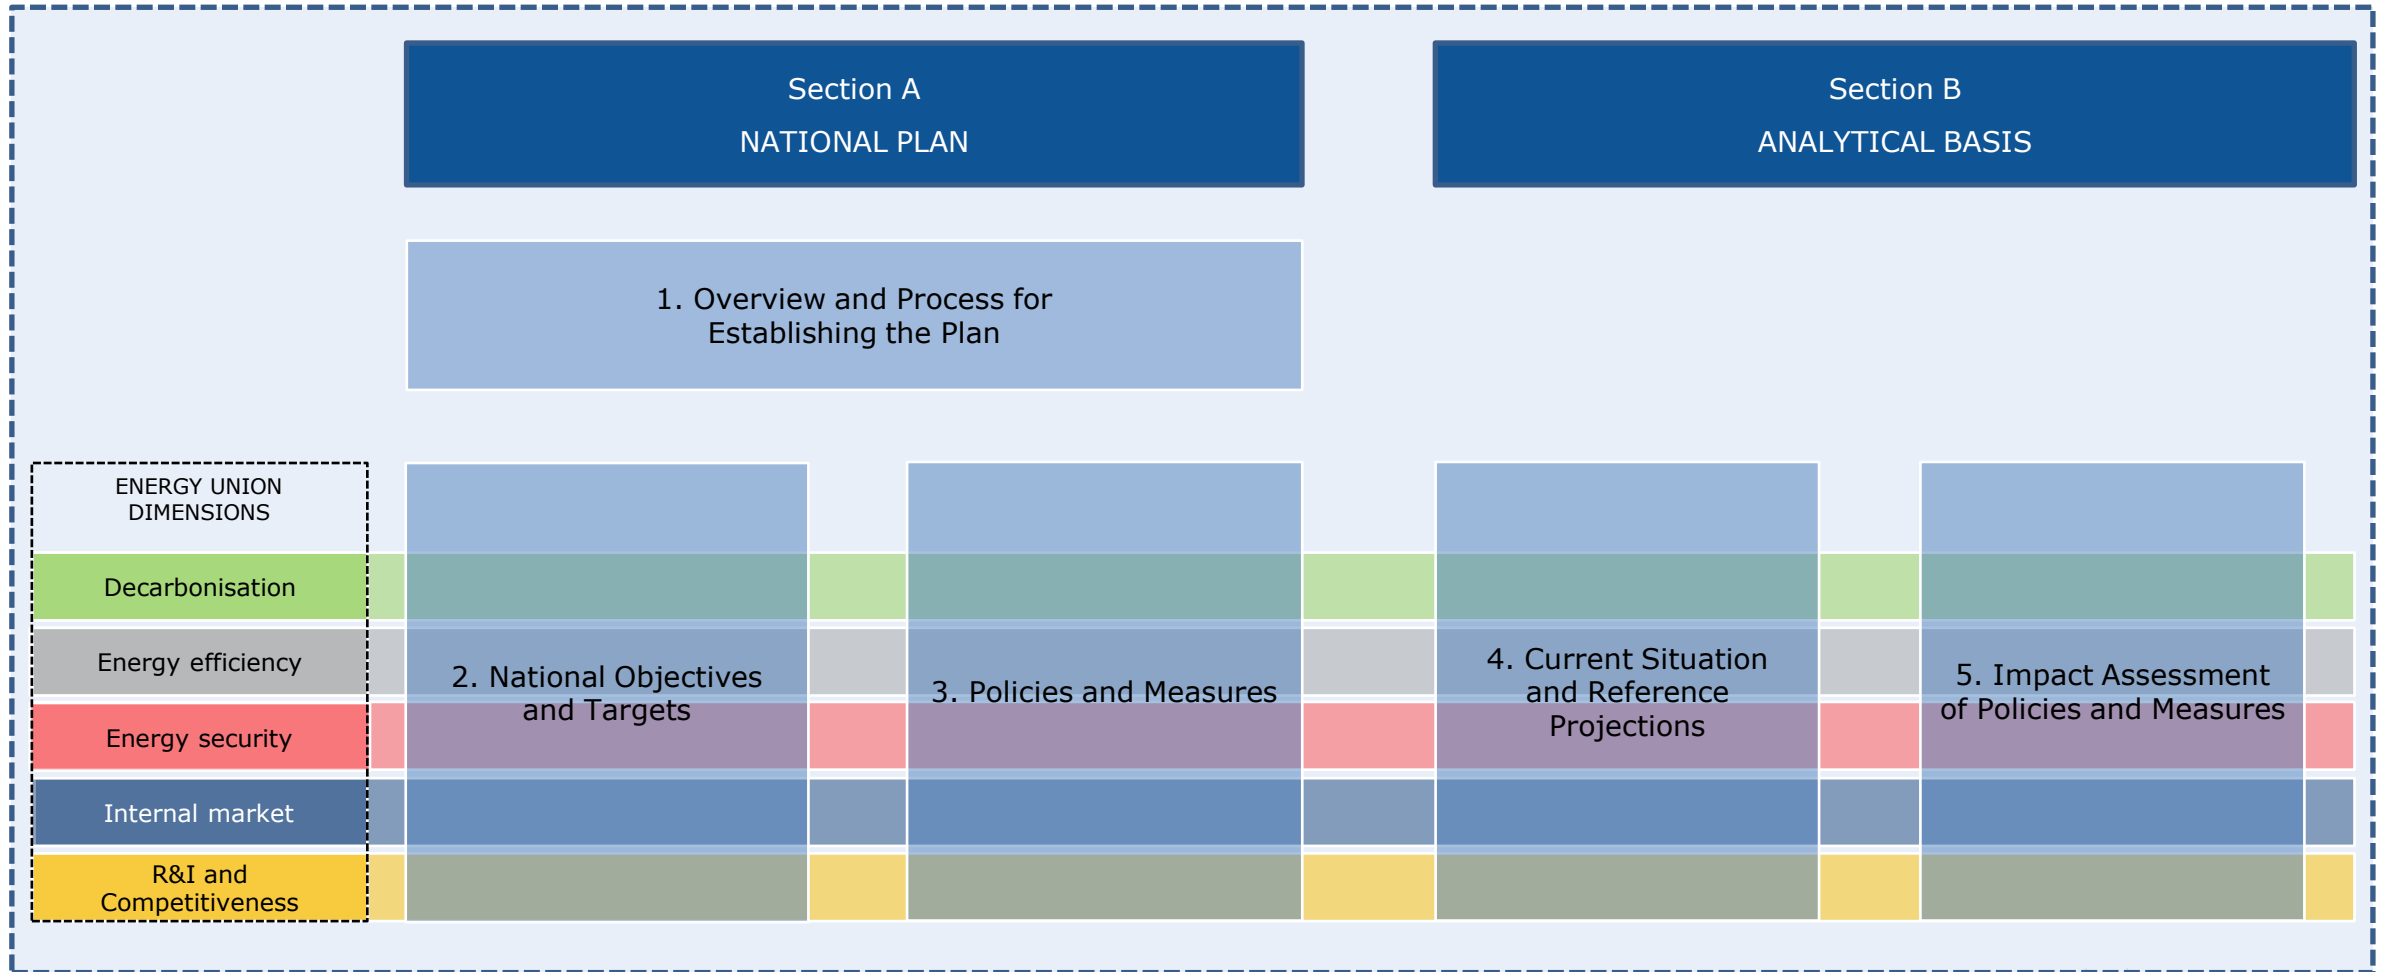 Section A
NATIONAL PLAN
Section B
ANALYTICAL BASIS
1. Overview and Process for
Establishing the Plan
ENERGY UNION
DIMENSIONS
Decarbonisation
Energy efficiency
Energy security
Internal market
R&I and
Competitiveness
2. National Objectives
and Targets
3. Policies and Measures
4. Current Situation
and Reference
Projections
5. Impact Assessment
of Policies and Measures